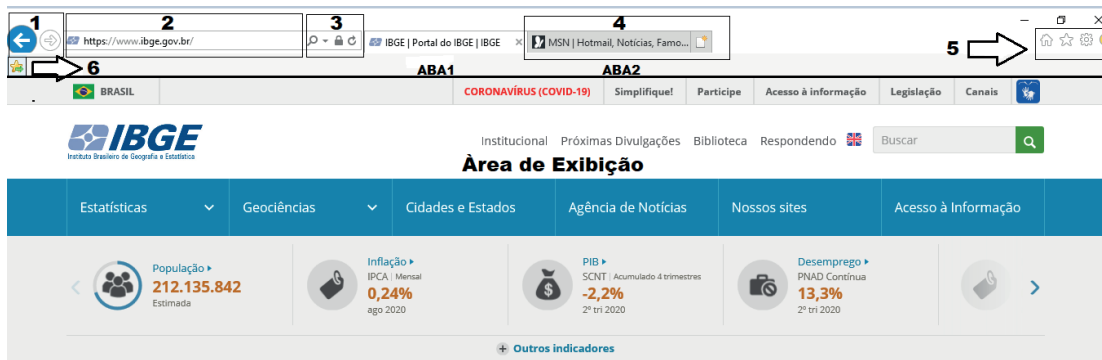 1 2 3 4
https://www.ibge.gov.br/ IBGE | Portal do IBGE | IBGE MSN | Hotmail, Notícias, Famo... 5
6 ABA1 ABA2
BRASIL CORONAVÍRUS (COVID-19) Simplifique! Participe Acesso à informação Legislação Canais
IBGE
Instituto Brasileiro de Geografia e Estatística
Institucional Próximas Divulgações Biblioteca Respondendo Buscar
Àrea de Exibição
Estatísticas Geociências Cidades e Estados Agência de Notícias Nossos sites Acesso à Informação
População
212.135.842
Estimada
Inflação
IPCA | Mensal
0,24%
ago 2020
PIB
SCNT | Acumulado 4 trimestres
-2,2%
2º tri 2020
Desemprego
PNAD Contínua
13,3%
2º tri 2020
Outros indicadores